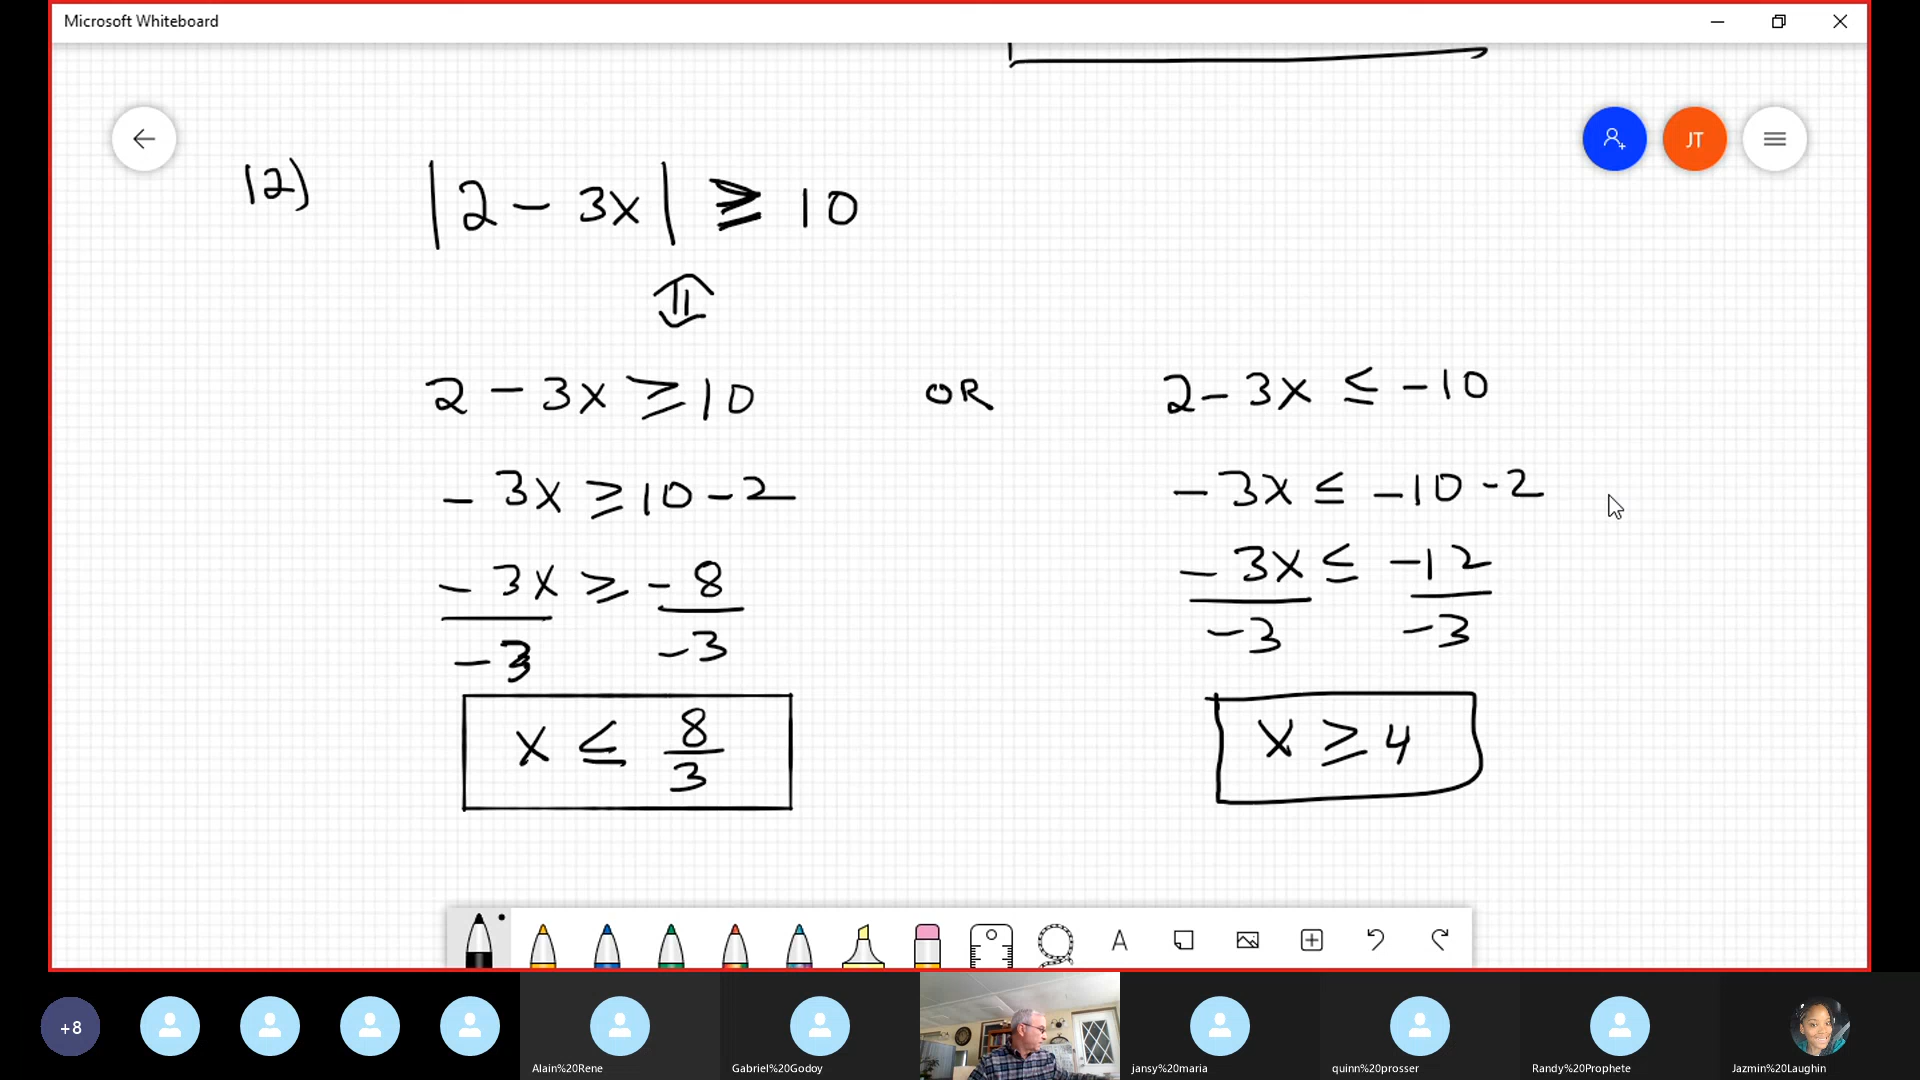 Microsoft Whiteboard
JT
12) |2 - 3x| ≥ 10
2 - 3x ≥ 10 OR 2 - 3x ≤ -10
- 3x ≥ 10 - 2 - 3x ≤ -10 - 2
- 3x ≥ - 8 - 3x ≤ -12
-3 -3 -3 -3
x ≤ 8/3 x ≥ 4
A
+8
Alain%20Rene
Gabriel%20Godoy
jansy%20maria
quinn%20prosser
Randy%20Prophete
Jazmin%20Laughin